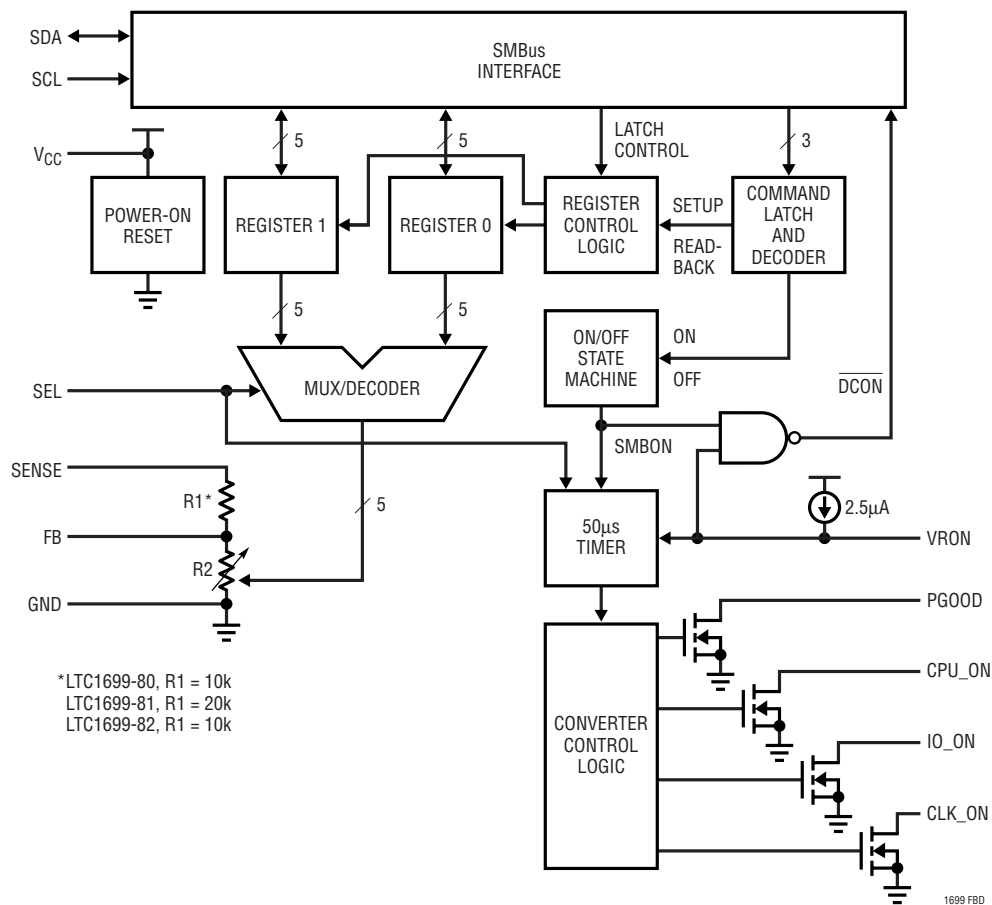 SDA
SCL
SMBus
INTERFACE
5
5
LATCH
CONTROL
3
VCC
POWER-ON
RESET
REGISTER 1
REGISTER 0
REGISTER
CONTROL
LOGIC
SETUP
READ-
BACK
COMMAND
LATCH
AND
DECODER
5
5
ON/OFF
STATE
MACHINE
ON
OFF
SEL
MUX/DECODER
DCON
SMBON
SENSE
R1*
5
FB
R2
GND
50µs
TIMER
2.5µA
VRON
PGOOD
CPU_ON
IO_ON
CLK_ON
CONVERTER
CONTROL
LOGIC
*LTC1699-80, R1 = 10k
LTC1699-81, R1 = 20k
LTC1699-82, R1 = 10k
1699 FBD